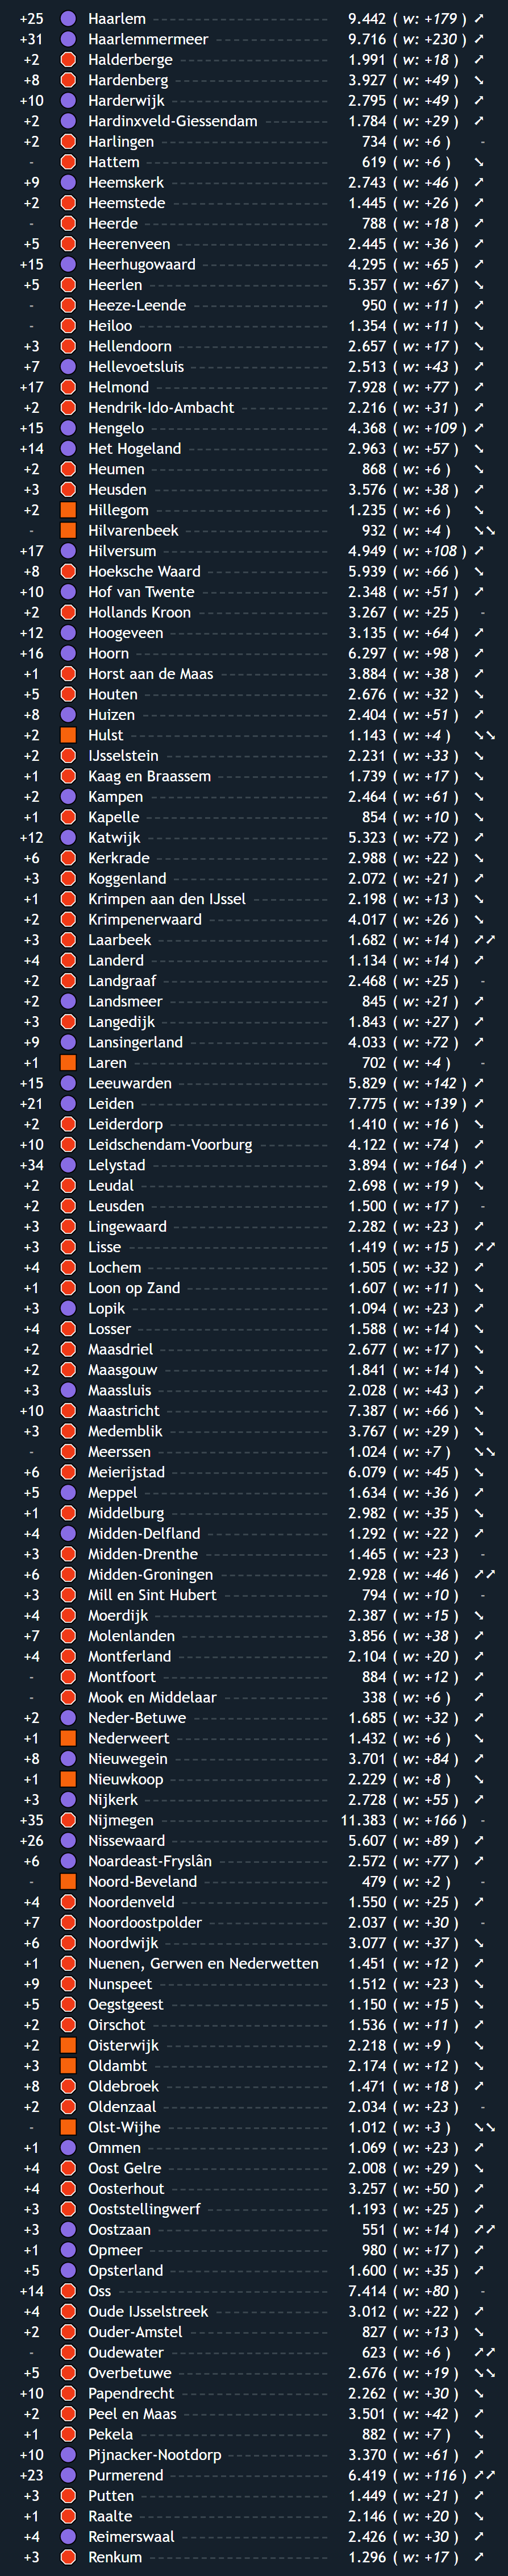 +25 Haarlem 9.442 ( w: +179 ) ➚
+31 Haarlemmermeer 9.716 ( w: +230 ) ➚
+2 Halderberge 1.991 ( w: +18 ) ➚
+8 Hardenberg 3.927 ( w: +49 ) ➘
+10 Harderwijk 2.795 ( w: +49 ) ➚
+2 Hardinxveld-Giessendam 1.784 ( w: +29 ) ➚
+2 Harlingen 734 ( w: +6 ) -
- Hattem 619 ( w: +6 ) ➘
+9 Heemskerk 2.743 ( w: +46 ) ➚
+2 Heemstede 1.445 ( w: +26 ) ➚
- Heerde 788 ( w: +18 ) ➚
+5 Heerenveen 2.445 ( w: +36 ) ➚
+15 Heerhugowaard 4.295 ( w: +65 ) ➚
+5 Heerlen 5.357 ( w: +67 ) ➘
- Heeze-Leende 950 ( w: +11 ) ➚
- Heiloo 1.354 ( w: +11 ) ➘
+3 Hellendoorn 2.657 ( w: +17 ) ➘
+7 Hellevoetsluis 2.513 ( w: +43 ) ➚
+17 Helmond 7.928 ( w: +77 ) ➚
+2 Hendrik-Ido-Ambacht 2.216 ( w: +31 ) ➚
+15 Hengelo 4.368 ( w: +109 ) ➚
+14 Het Hogeland 2.963 ( w: +57 ) ➘
+2 Heumen 868 ( w: +6 ) ➘
+3 Heusden 3.576 ( w: +38 ) ➚
+2 Hillegom 1.235 ( w: +6 ) ➘
- Hilvarenbeek 932 ( w: +4 ) ➘➘
+17 Hilversum 4.949 ( w: +108 ) ➚
+8 Hoeksche Waard 5.939 ( w: +66 ) ➘
+10 Hof van Twente 2.348 ( w: +51 ) ➚
+2 Hollands Kroon 3.267 ( w: +25 ) -
+12 Hoogeveen 3.135 ( w: +64 ) ➚
+16 Hoorn 6.297 ( w: +98 ) ➚
+1 Horst aan de Maas 3.884 ( w: +38 ) ➚
+5 Houten 2.676 ( w: +32 ) ➘
+8 Huizen 2.404 ( w: +51 ) ➚
+2 Hulst 1.143 ( w: +4 ) ➘➘
+2 IJsselstein 2.231 ( w: +33 ) ➘
+1 Kaag en Braassem 1.739 ( w: +17 ) ➘
+2 Kampen 2.464 ( w: +61 ) ➘
+1 Kapelle 854 ( w: +10 ) ➘
+12 Katwijk 5.323 ( w: +72 ) ➚
+6 Kerkrade 2.988 ( w: +22 ) ➘
+3 Koggenland 2.072 ( w: +21 ) ➚
+1 Krimpen aan den IJssel 2.198 ( w: +13 ) ➘
+2 Krimpenerwaard 4.017 ( w: +26 ) ➘
+3 Laarbeek 1.682 ( w: +14 ) ➚➚
+4 Landerd 1.134 ( w: +14 ) ➚
+2 Landgraaf 2.468 ( w: +25 ) -
+2 Landsmeer 845 ( w: +21 ) ➚
+3 Langedijk 1.843 ( w: +27 ) ➚
+9 Lansingerland 4.033 ( w: +72 ) ➚
+1 Laren 702 ( w: +4 ) -
+15 Leeuwarden 5.829 ( w: +142 ) ➚
+21 Leiden 7.775 ( w: +139 ) ➚
+2 Leiderdorp 1.410 ( w: +16 ) ➘
+10 Leidschendam-Voorburg 4.122 ( w: +74 ) ➚
+34 Lelystad 3.894 ( w: +164 ) ➚
+2 Leudal 2.698 ( w: +19 ) ➘
+2 Leusden 1.500 ( w: +17 ) -
+3 Lingewaard 2.282 ( w: +23 ) ➚
+3 Lisse 1.419 ( w: +15 ) ➚➚
+4 Lochem 1.505 ( w: +32 ) ➚
+1 Loon op Zand 1.607 ( w: +11 ) ➘
+3 Lopik 1.094 ( w: +23 ) ➚
+4 Losser 1.588 ( w: +14 ) ➘
+2 Maasdriel 2.677 ( w: +17 ) ➘
+2 Maasgouw 1.841 ( w: +14 ) ➘
+3 Maassluis 2.028 ( w: +43 ) ➚
+10 Maastricht 7.387 ( w: +66 ) ➘
+3 Medemblik 3.767 ( w: +29 ) ➘
- Meerssen 1.024 ( w: +7 ) ➘➘
+6 Meierijstad 6.079 ( w: +45 ) ➘
+5 Meppel 1.634 ( w: +36 ) ➚
+1 Middelburg 2.982 ( w: +35 ) ➘
+4 Midden-Delfland 1.292 ( w: +22 ) ➚
+3 Midden-Drenthe 1.465 ( w: +23 ) -
+6 Midden-Groningen 2.928 ( w: +46 ) ➚➚
+3 Mill en Sint Hubert 794 ( w: +10 ) -
+4 Moerdijk 2.387 ( w: +15 ) ➘
+7 Molenlanden 3.856 ( w: +38 ) ➚
+4 Montferland 2.104 ( w: +20 ) ➚
- Montfoort 884 ( w: +12 ) ➚
- Mook en Middelaar 338 ( w: +6 ) ➚
+2 Neder-Betuwe 1.685 ( w: +32 ) ➚
+1 Nederweert 1.432 ( w: +6 ) ➘
+8 Nieuwegein 3.701 ( w: +84 ) ➚
+1 Nieuwkoop 2.229 ( w: +8 ) ➘
+3 Nijkerk 2.728 ( w: +55 ) ➚
+35 Nijmegen 11.383 ( w: +166 ) -
+26 Nissewaard 5.607 ( w: +89 ) ➚
+6 Noardeast-Fryslân 2.572 ( w: +77 ) ➚
- Noord-Beveland 479 ( w: +2 ) -
+4 Noordenveld 1.550 ( w: +25 ) ➚
+7 Noordoostpolder 2.037 ( w: +30 ) -
+6 Noordwijk 3.077 ( w: +37 ) ➘
+1 Nuenen, Gerwen en Nederwetten 1.451 ( w: +12 ) ➚
+9 Nunspeet 1.512 ( w: +23 ) ➘
+5 Oegstgeest 1.150 ( w: +15 ) ➘
+2 Oirschot 1.536 ( w: +11 ) ➚
+2 Oisterwijk 2.218 ( w: +9 ) ➘
+3 Oldambt 2.174 ( w: +12 ) ➘
+8 Oldebroek 1.471 ( w: +18 ) ➚
+2 Oldenzaal 2.034 ( w: +23 ) -
- Olst-Wijhe 1.012 ( w: +3 ) ➘➘
+1 Ommen 1.069 ( w: +23 ) ➚
+4 Oost Gelre 2.008 ( w: +29 ) ➘
+4 Oosterhout 3.257 ( w: +50 ) ➚
+3 Ooststellingwerf 1.193 ( w: +25 ) ➚
+3 Oostzaan 551 ( w: +14 ) ➚➚
+1 Opmeer 980 ( w: +17 ) ➚
+5 Opsterland 1.600 ( w: +35 ) ➚
+14 Oss 7.414 ( w: +80 ) -
+4 Oude IJsselstreek 3.012 ( w: +22 ) ➚
+2 Ouder-Amstel 827 ( w: +13 ) ➘
- Oudewater 623 ( w: +6 ) ➚➚
+5 Overbetuwe 2.676 ( w: +19 ) ➘➘
+10 Papendrecht 2.262 ( w: +30 ) ➘
+2 Peel en Maas 3.501 ( w: +42 ) ➚
+1 Pekela 882 ( w: +7 ) ➘
+10 Pijnacker-Nootdorp 3.370 ( w: +61 ) ➚
+23 Purmerend 6.419 ( w: +116 ) ➚➚
+3 Putten 1.449 ( w: +21 ) ➚
+1 Raalte 2.146 ( w: +20 ) ➘
+4 Reimerswaal 2.426 ( w: +30 ) ➚
+3 Renkum 1.296 ( w: +17 ) ➚